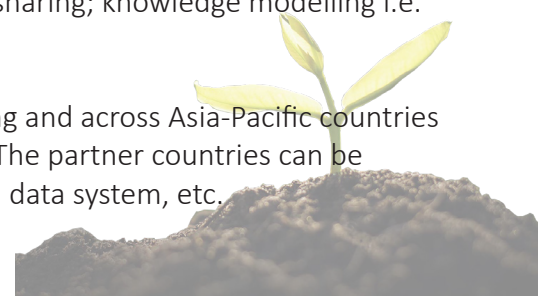 sharing; knowledge modelling i.e.
and across Asia-Pacific countries
The partner countries can be
data system, etc.